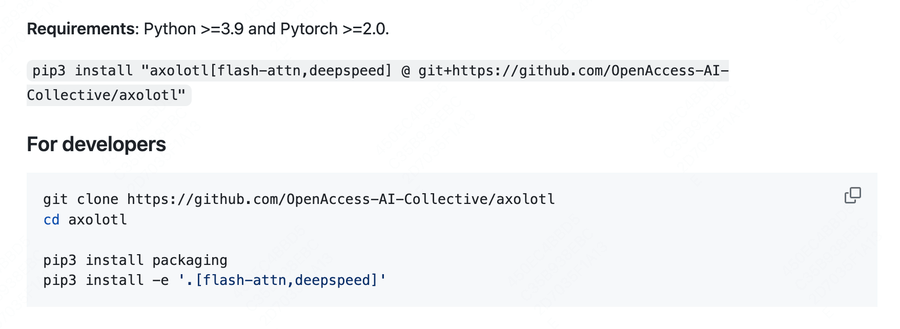 Requirements: Python >=3.9 and Pytorch >=2.0.
pip3 install "axolotl[flash-attn,deepspeed] @ git+https://github.com/OpenAccess-AI-
Collective/axolotl"
For developers
git clone https://github.com/OpenAccess-AI-Collective/axolotl
cd axolotl
pip3 install packaging
pip3 install -e '.[flash-attn,deepspeed]'